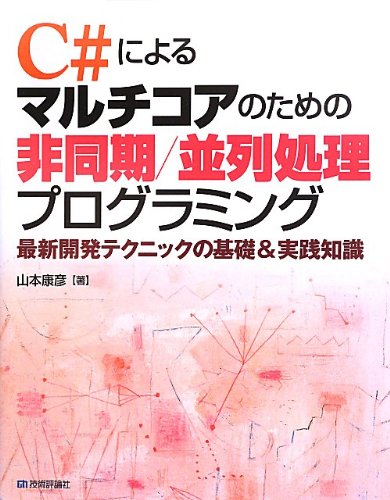 C#による
マルチコアのための
非同期/並列処理
プログラミング
最新開発テクニックの基礎&実践知識
山本康彦【著】
技術評論社